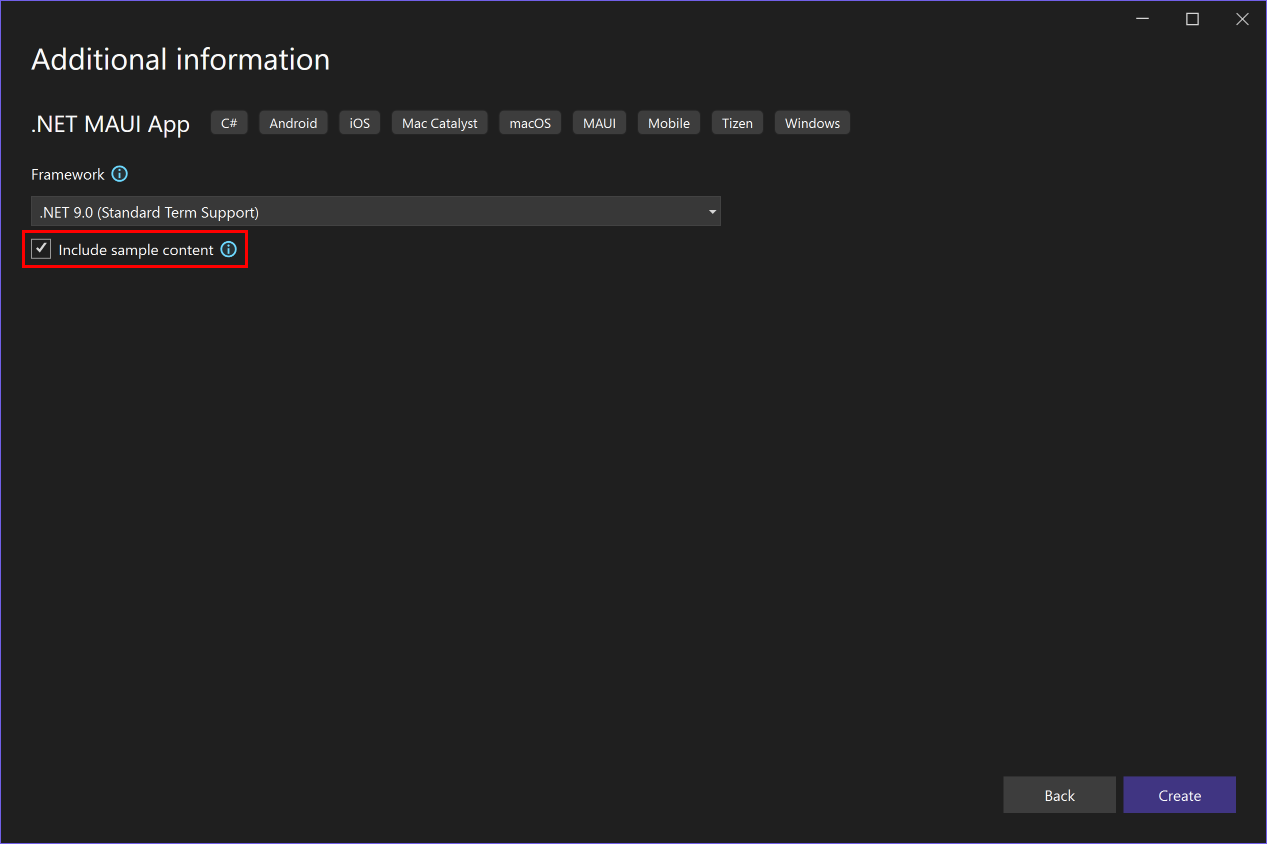 Additional information
.NET MAUI App C# Android iOS Mac Catalyst macOS MAUI Mobile Tizen Windows
Framework
.NET 9.0 (Standard Term Support)
Include sample content
Back Create